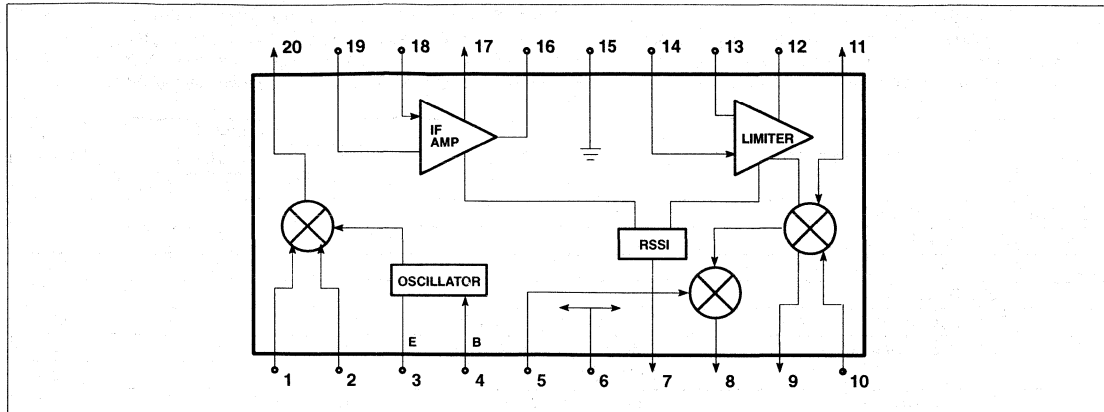 20 19 18 17 16 15 14 13 12 11
IF
AMP
LIMITER
RSSI
OSCILLATOR
E B
1 2 3 4 5 6 7 8 9 10